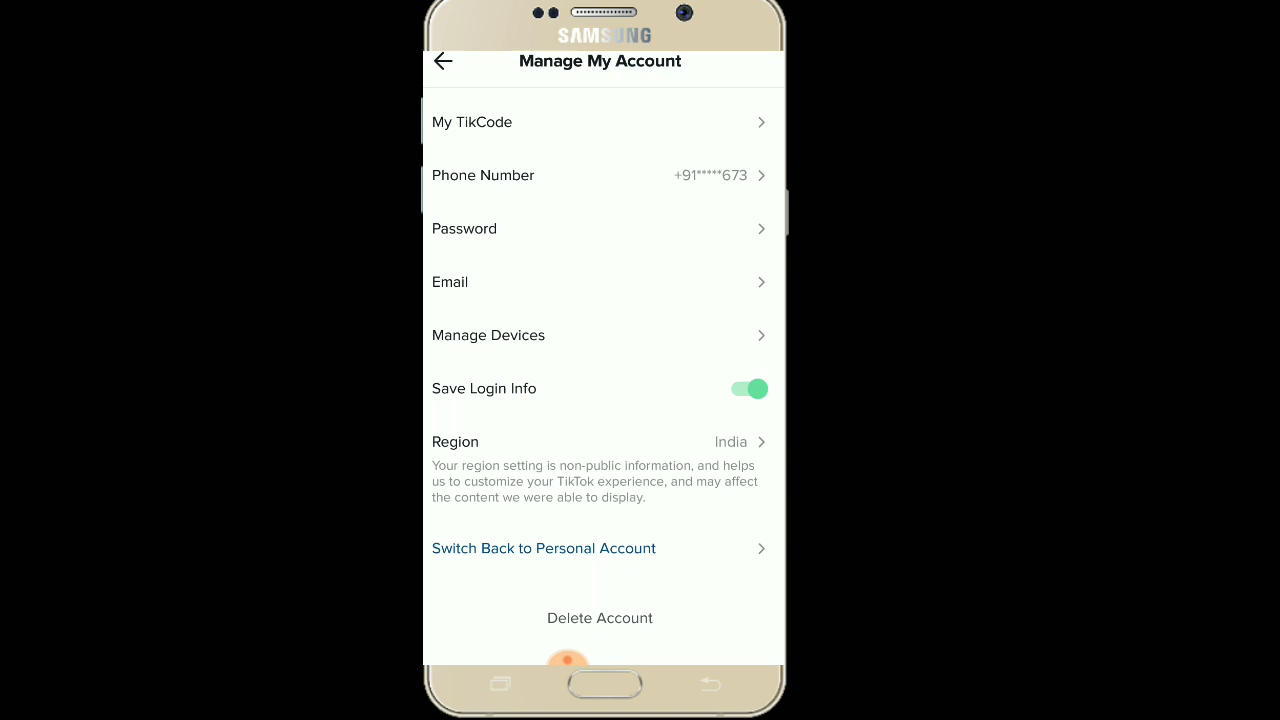 SAMSUNG
Manage My Account
My TikCode
Phone Number +91*****673
Password
Email
Manage Devices
Save Login Info
Region India
Your region setting is non-public information, and helps
us to customize your TikTok experience, and may affect
the content we were able to display.
Switch Back to Personal Account
Delete Account